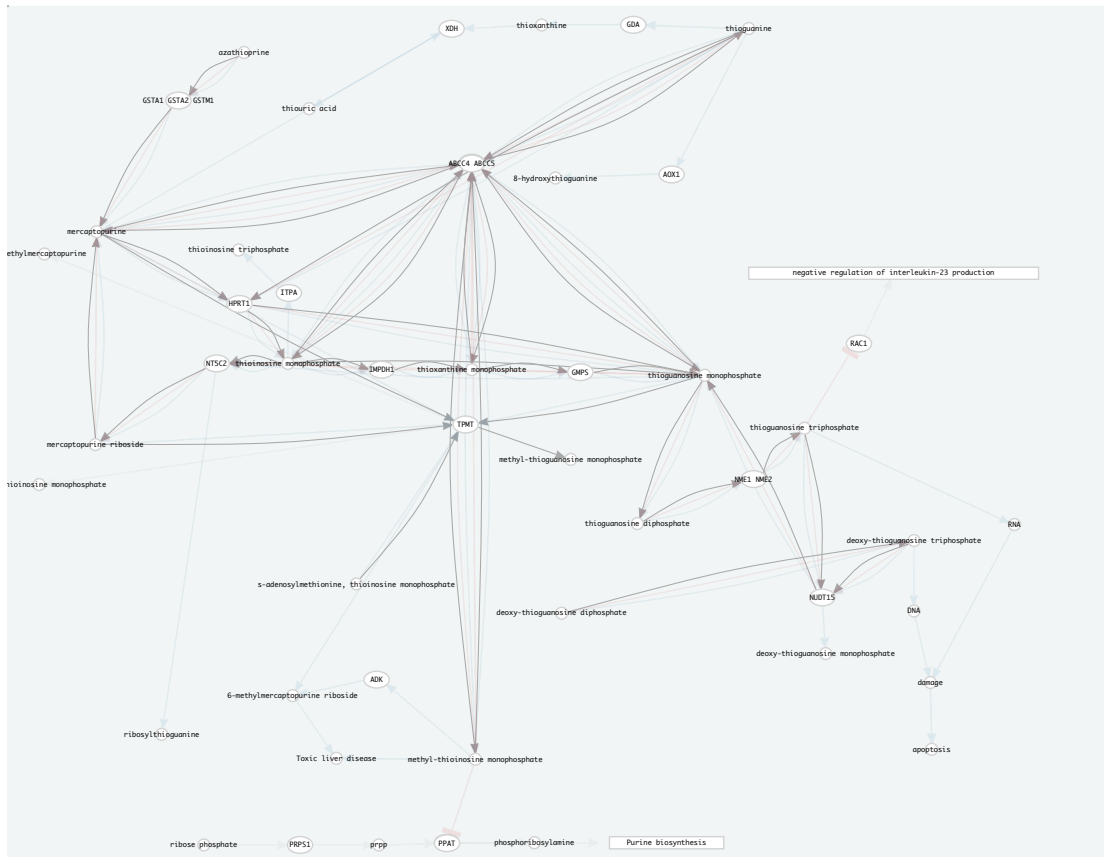 XDH
thioxanthine
GDA
thioguanine
azathioprine
GSTA1 GSTA2 GSTM1
thiouric acid
ABCC4 ABCC5
8-hydroxythioguanine
AOX1
mercaptopurine
ethylmercaptopurine
thioinosine triphosphate
negative regulation of interleukin-23 production
ITPA
HPRT1
RAC1
NT5C2
thioinosine monophosphate
IMPDH1
thioxanthine monophosphate
GMPS
thioguanosine monophosphate
TPMT
thioguanosine triphosphate
mercaptopurine riboside
methyl-thioguanosine monophosphate
NME1 NME2
hioinosine monophosphate
thioguanosine diphosphate
RNA
deoxy-thioguanosine triphosphate
s-adenosylmethionine, thioinosine monophosphate
NUDT15
deoxy-thioguanosine diphosphate
DNA
deoxy-thioguanosine monophosphate
ADK
damage
6-methylmercaptopurine riboside
ribosylthioguanine
apoptosis
Toxic liver disease
methyl-thioinosine monophosphate
ribose phosphate
PRPS1
prpp
PPAT
phosphoribosylamine
Purine biosynthesis